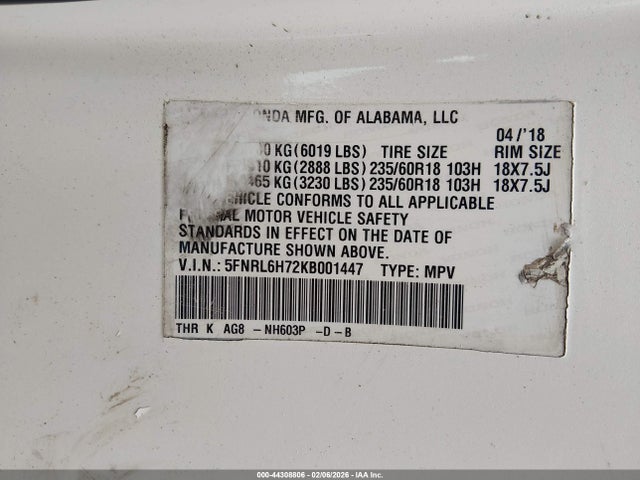 MFG. OF ALABAMA, LLC
04/'18
KG(6019 LBS) TIRE SIZE RIM SIZE
KG(2888 LBS) 235/60R18 103H 18X7.5J
KG(3230 LBS) 235/60R18 103H 18X7.5J
CONFORMS TO ALL APPLICABLE
MOTOR VEHICLE SAFETY
STANDARDS IN EFFECT ON THE DATE OF
MANUFACTURE SHOWN ABOVE.
V.I.N.: 5FNRL6H72KB001447 TYPE: MPV
THR K AG8 -NH603P -D-B
000-44308806 - 02/06/2026 - IAA Inc.